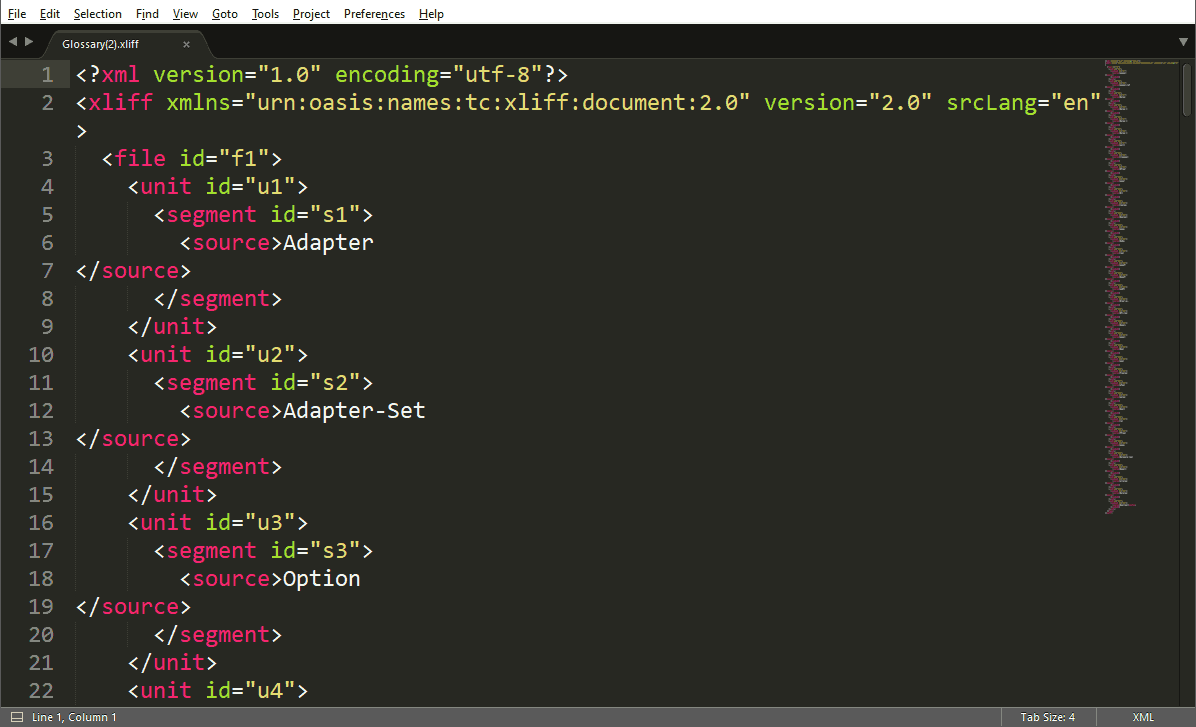 File Edit Selection Find View Goto Tools Project Preferences Help
Glossary(2).xliff ×
1 <?xml version="1.0" encoding="utf-8"?>
2 <xliff xmlns="urn:oasis:names:tc:xliff:document:2.0" version="2.0" srcLang="en"
>
3 <file id="f1">
4 <unit id="u1">
5 <segment id="s1">
6 <source>Adapter
7 </source>
8 </segment>
9 </unit>
10 <unit id="u2">
11 <segment id="s2">
12 <source>Adapter-Set
13 </source>
14 </segment>
15 </unit>
16 <unit id="u3">
17 <segment id="s3">
18 <source>Option
19 </source>
20 </segment>
21 </unit>
22 <unit id="u4">
Line 1, Column 1 Tab Size: 4 XML